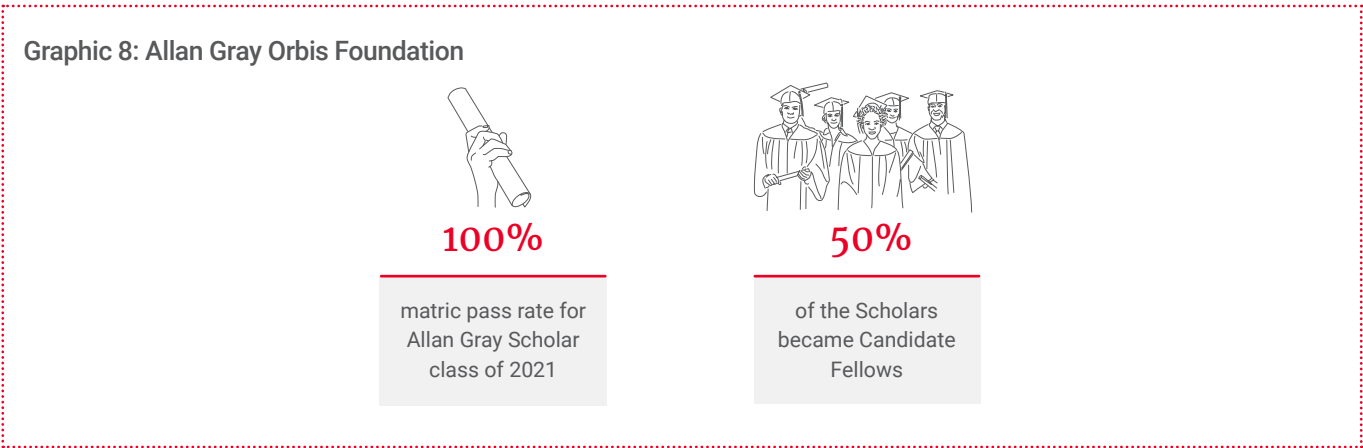 Graphic 8: Allan Gray Orbis Foundation
100%
matric pass rate for
Allan Gray Scholar
class of 2021
50%
of the Scholars
became Candidate
Fellows